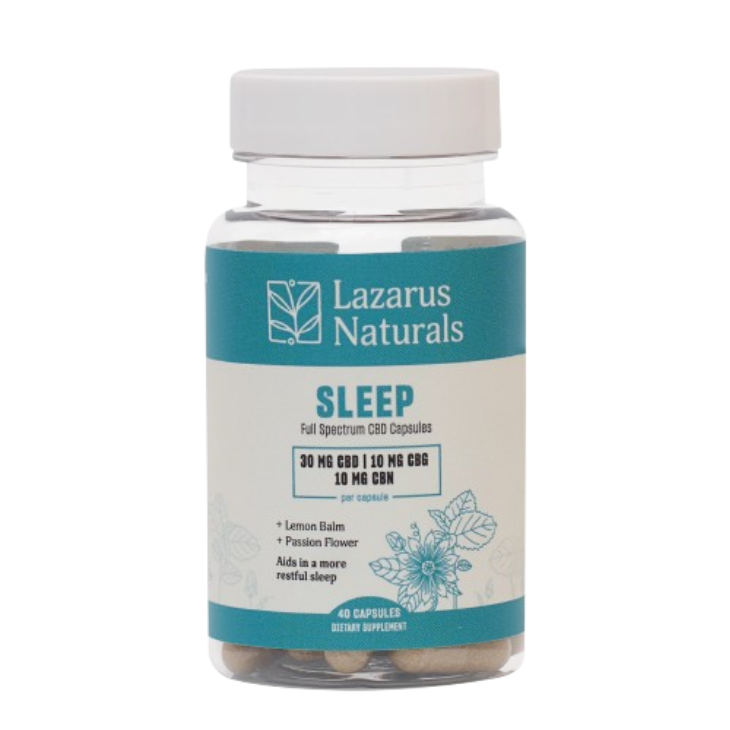 Lazarus
Naturals
SLEEP
Full Spectrum CBD Capsules
30 MG CBD | 10 MG CBG
10 MG CBN
per capsule
+ Lemon Balm
+ Passion Flower
Aids in a more
restful sleep
40 CAPSULES
DIETARY SUPPLEMENT